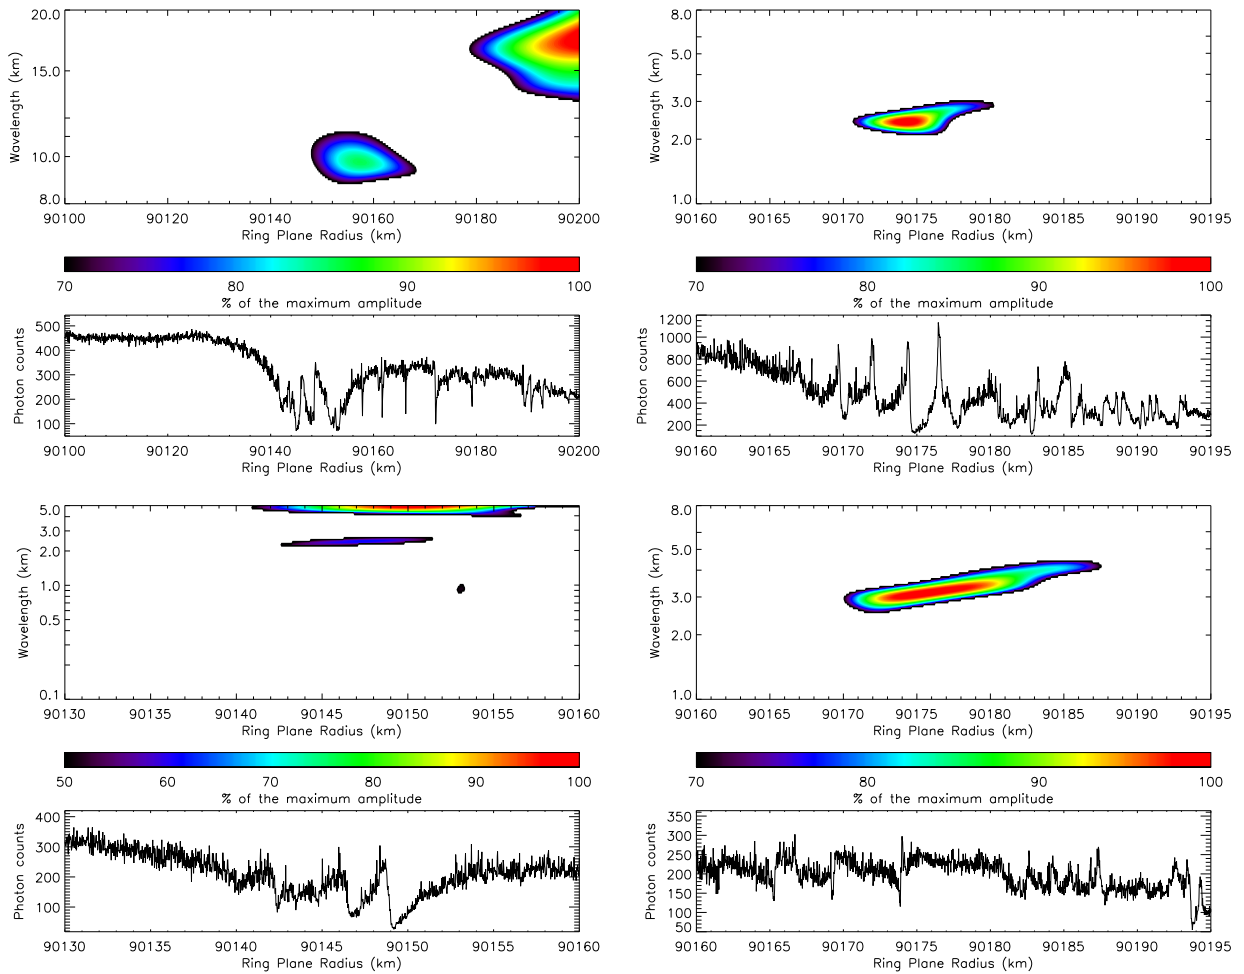 20.0
15.0
10.0
8.0
Wavelength (km)
90100 90120 90140 90160 90180 90200
Ring Plane Radius (km)
70 80 90 100
% of the maximum amplitude
500
400
300
200
100
Photon counts
90100 90120 90140 90160 90180 90200
Ring Plane Radius (km)
8.0
5.0
3.0
2.0
1.0
Wavelength (km)
90160 90165 90170 90175 90180 90185 90190 90195
Ring Plane Radius (km)
70 80 90 100
% of the maximum amplitude
1200
1000
800
600
400
200
Photon counts
90160 90165 90170 90175 90180 90185 90190 90195
Ring Plane Radius (km)
5.0
3.0
2.0
1.0
0.5
0.1
Wavelength (km)
90130 90135 90140 90145 90150 90155 90160
Ring Plane Radius (km)
50 60 70 80 90 100
% of the maximum amplitude
400
300
200
100
Photon counts
90130 90135 90140 90145 90150 90155 90160
Ring Plane Radius (km)
8.0
5.0
3.0
2.0
1.0
Wavelength (km)
90160 90165 90170 90175 90180 90185 90190 90195
Ring Plane Radius (km)
70 80 90 100
% of the maximum amplitude
350
300
250
200
150
100
50
Photon counts
90160 90165 90170 90175 90180 90185 90190 90195
Ring Plane Radius (km)